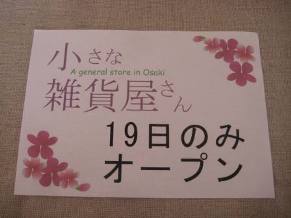 小さな
A general store in Osaki
雑貨屋さん
19日のみ
オープン